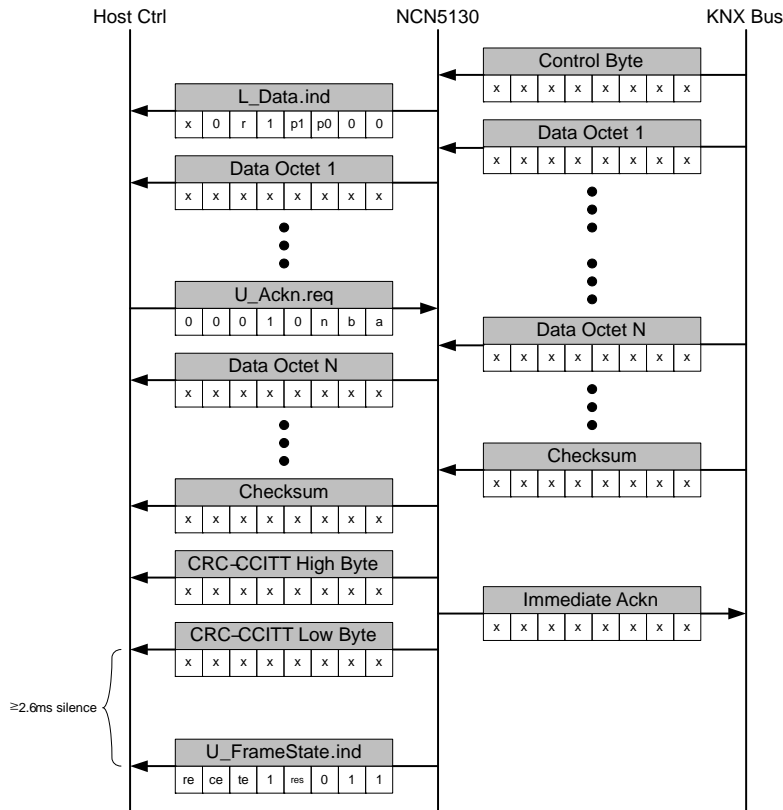 Host Ctrl NCN5130 KNX Bus
Control Byte
x x x x x x x x
L_Data.ind
x 0 r 1 p1 p0 0 0
Data Octet 1
x x x x x x x x
Data Octet 1
x x x x x x x x
U_Ackn.req
0 0 0 1 0 n b a
Data Octet N
x x x x x x x x
Data Octet N
x x x x x x x x
Checksum
x x x x x x x x
Checksum
x x x x x x x x
CRC-CCITT High Byte
x x x x x x x x
Immediate Ackn
x x x x x x x x
CRC-CCITT Low Byte
x x x x x x x x
≥2.6ms silence
U_FrameState.ind
re ce te 1 res 0 1 1